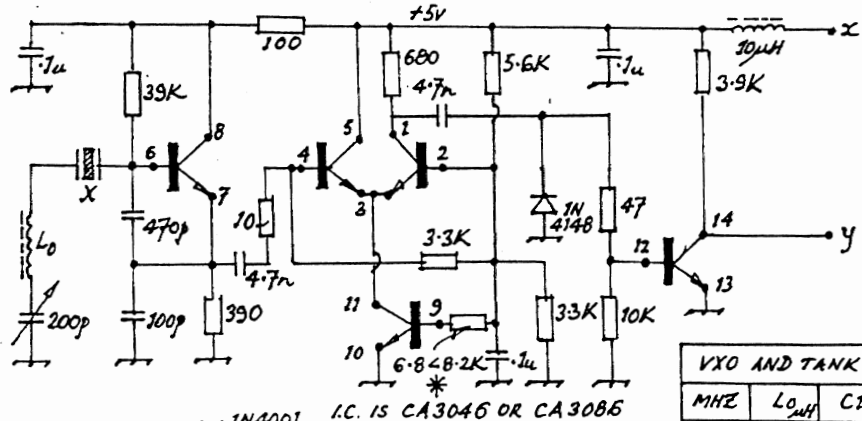 +5v
x
·1u
100
680
5.6K
·1u
10µH
39K
4.7n
3.9K
8
5
1
6
4
2
X
7
3
1N
4148
47
14
y
L₀
470p
10
12
3.3K
13
4.7n
11
9
200p
100p
390
3.3K
10K
10
6.8<8.2K
·1u
*
VXO AND TANK
1N4001
I.C. IS CA3046 OR CA3086
MHZ
L₀ µH